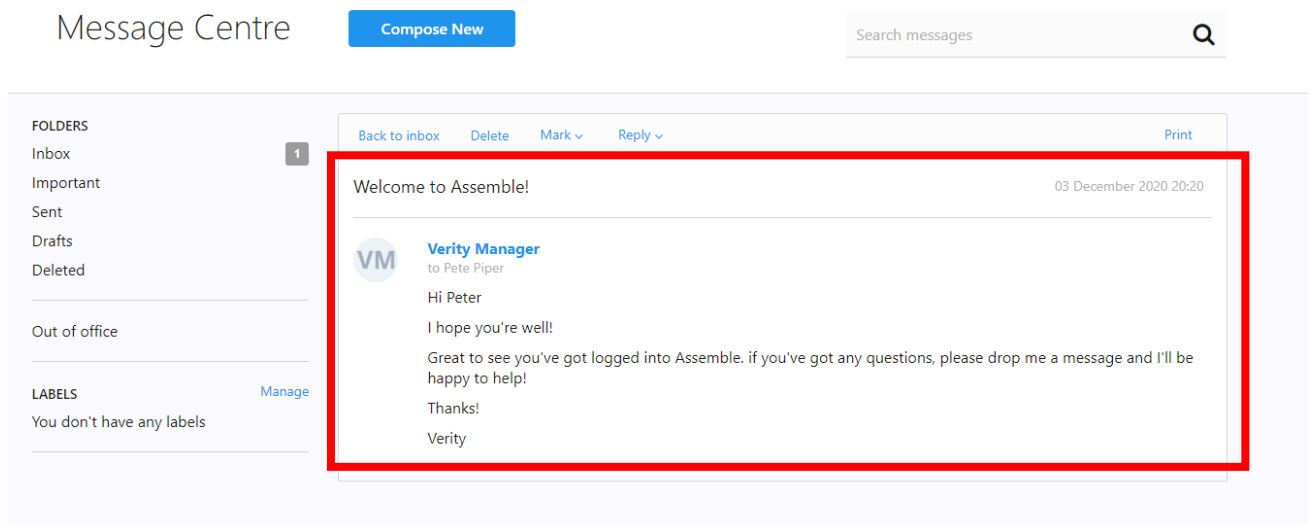 Message Centre
Compose New
Search messages
FOLDERS
Inbox 1
Important
Sent
Drafts
Deleted
Out of office
LABELS Manage
You don't have any labels
Back to inbox Delete Mark Reply Print
Welcome to Assemble! 03 December 2020 20:20
VM
Verity Manager
to Pete Piper
Hi Peter
I hope you're well!
Great to see you've got logged into Assemble. if you've got any questions, please drop me a message and I'll be
happy to help!
Thanks!
Verity